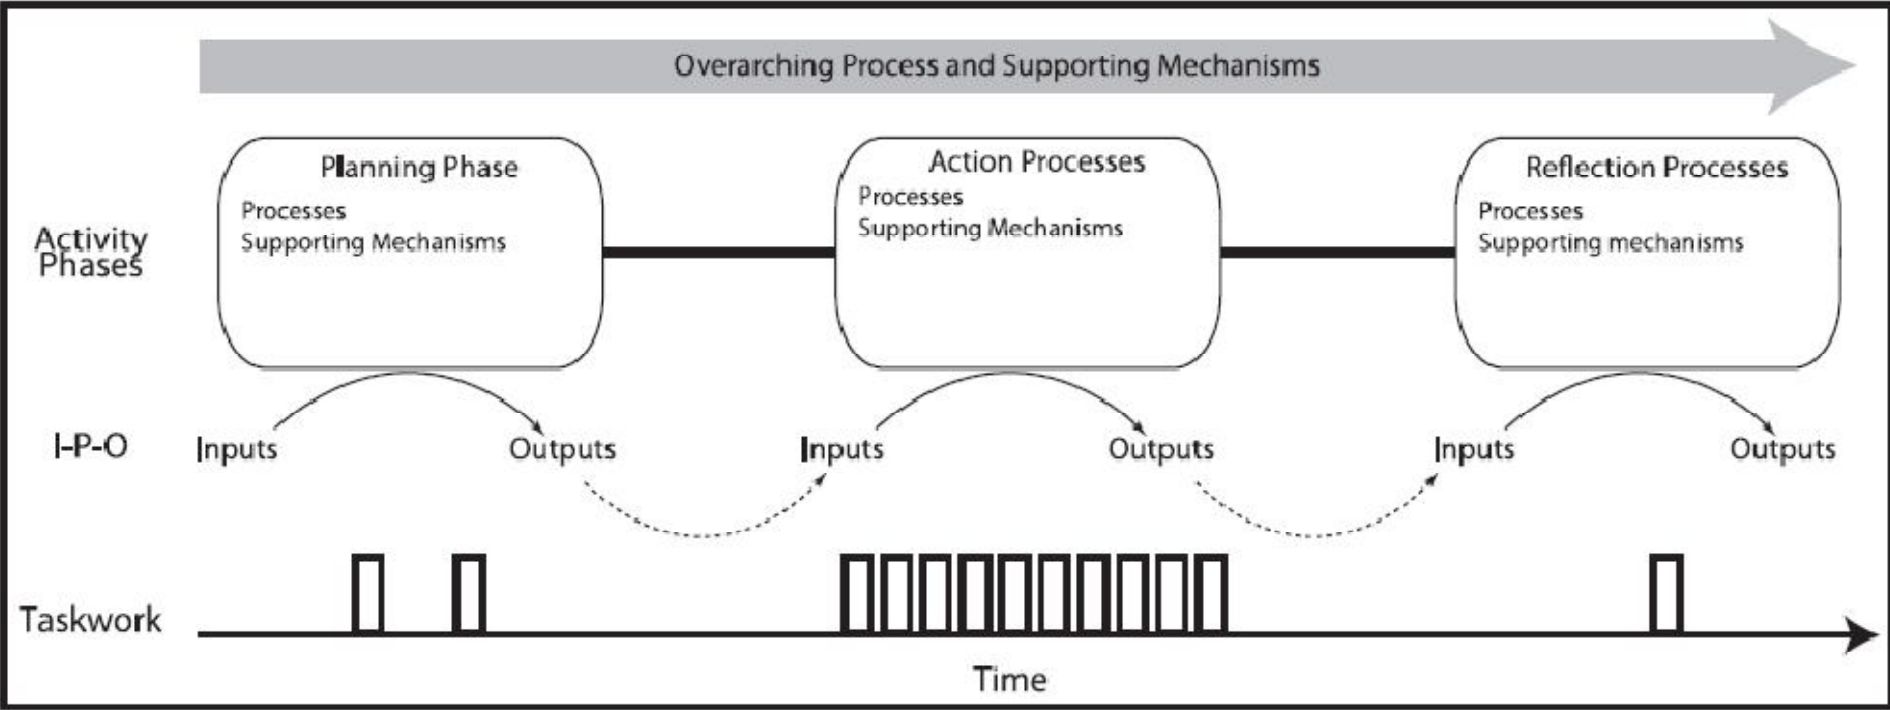 Overarching Process and Supporting Mechanisms
Planning Phase
Processes
Supporting Mechanisms
Action Processes
Processes
Supporting Mechanisms
Reflection Processes
Processes
Supporting mechanisms
Activity
Phases
I-P-O
Inputs
Outputs
Inputs
Outputs
Inputs
Outputs
Taskwork
Time